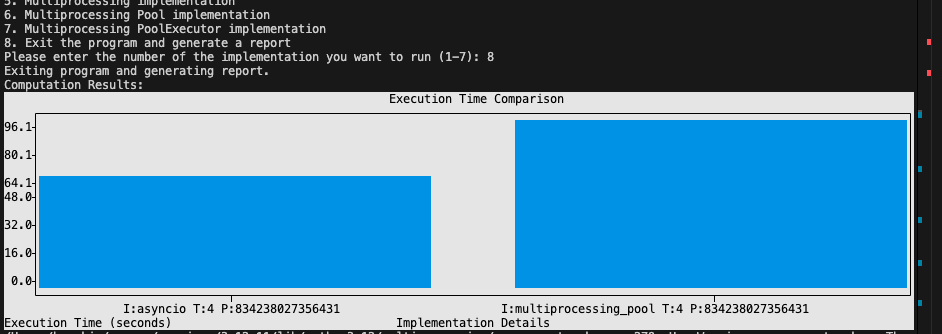 5. Multiprocessing implementation
6. Multiprocessing Pool implementation
7. Multiprocessing PoolExecutor implementation
8. Exit the program and generate a report
Please enter the number of the implementation you want to run (1-7): 8
Exiting program and generating report.
Computation Results:
Execution Time Comparison
96.1
80.1
64.1
48.0
32.0
16.0
0.0
I:asyncio T:4 P:834238027356431 I:multiprocessing_pool T:4 P:834238027356431
Execution Time (seconds) Implementation Details